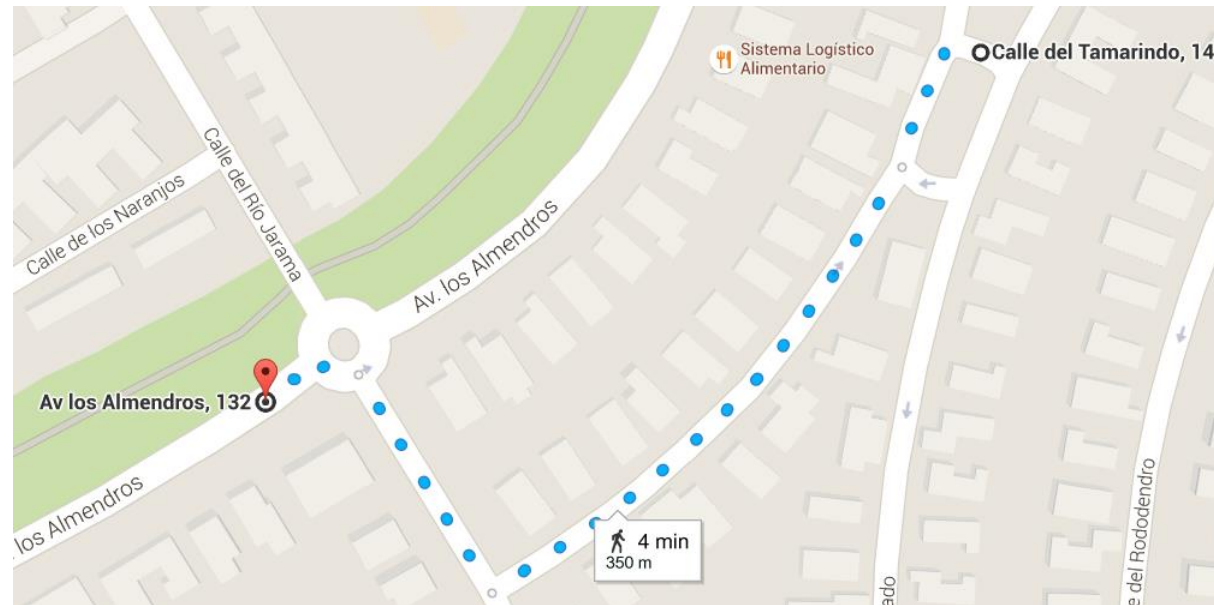 Sistema Logístico
Alimentario
Calle del Tamarindo, 14
Calle del Río Jarama
Calle de los Naranjos
Av. los Almendros
Av los Almendros, 132
los Almendros
4 min
350 m
e del Rododendro
ado